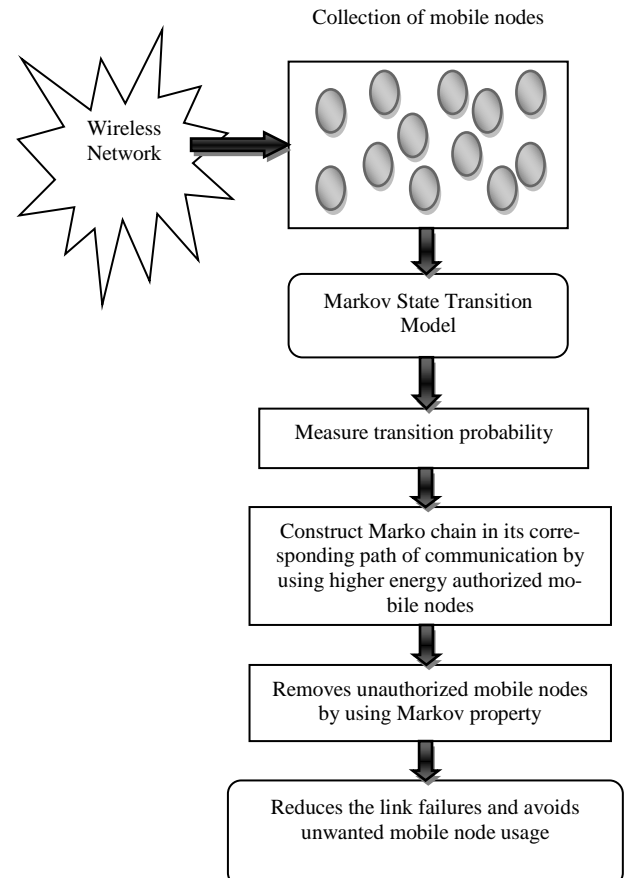 Collection of mobile nodes
Wireless
Network
Markov State Transition
Model
Measure transition probability
Construct Marko chain in its corre-
sponding path of communication by
using higher energy authorized mo-
bile nodes
Removes unauthorized mobile nodes
by using Markov property
Reduces the link failures and avoids
unwanted mobile node usage